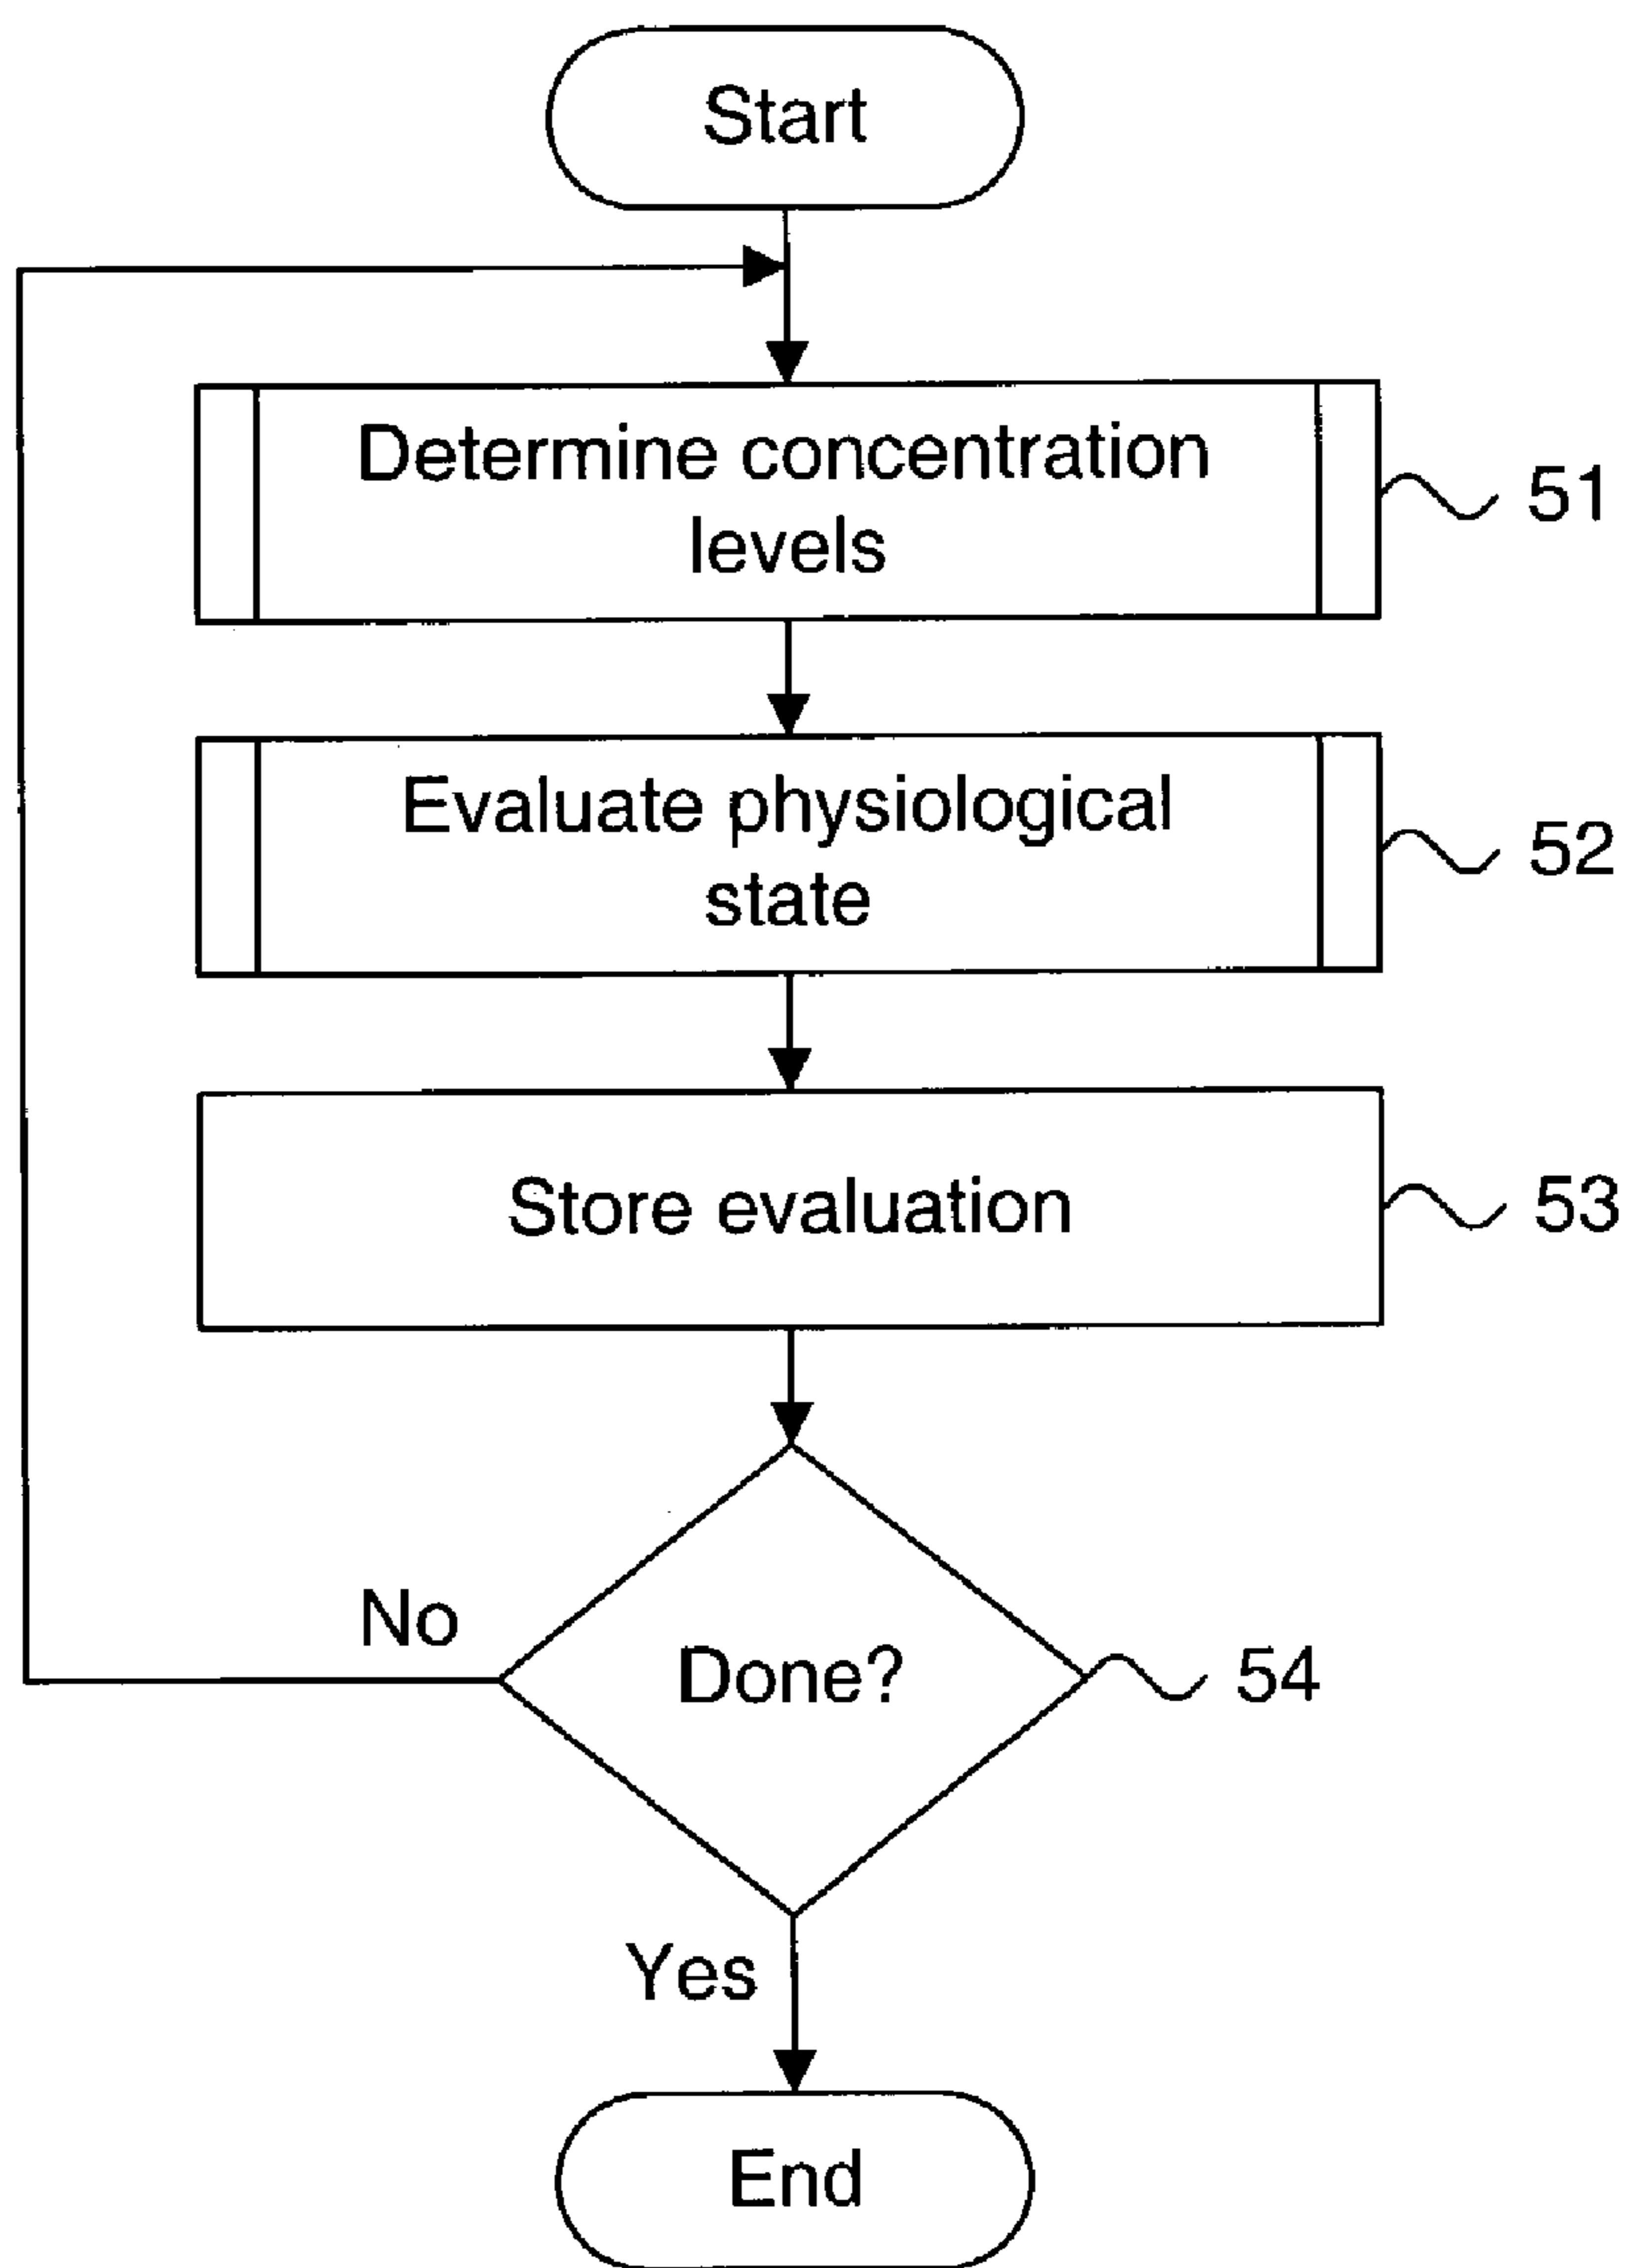 Start
Determine concentration
levels
51
Evaluate physiological
state
52
Store evaluation
53
No
Done?
54
Yes
End